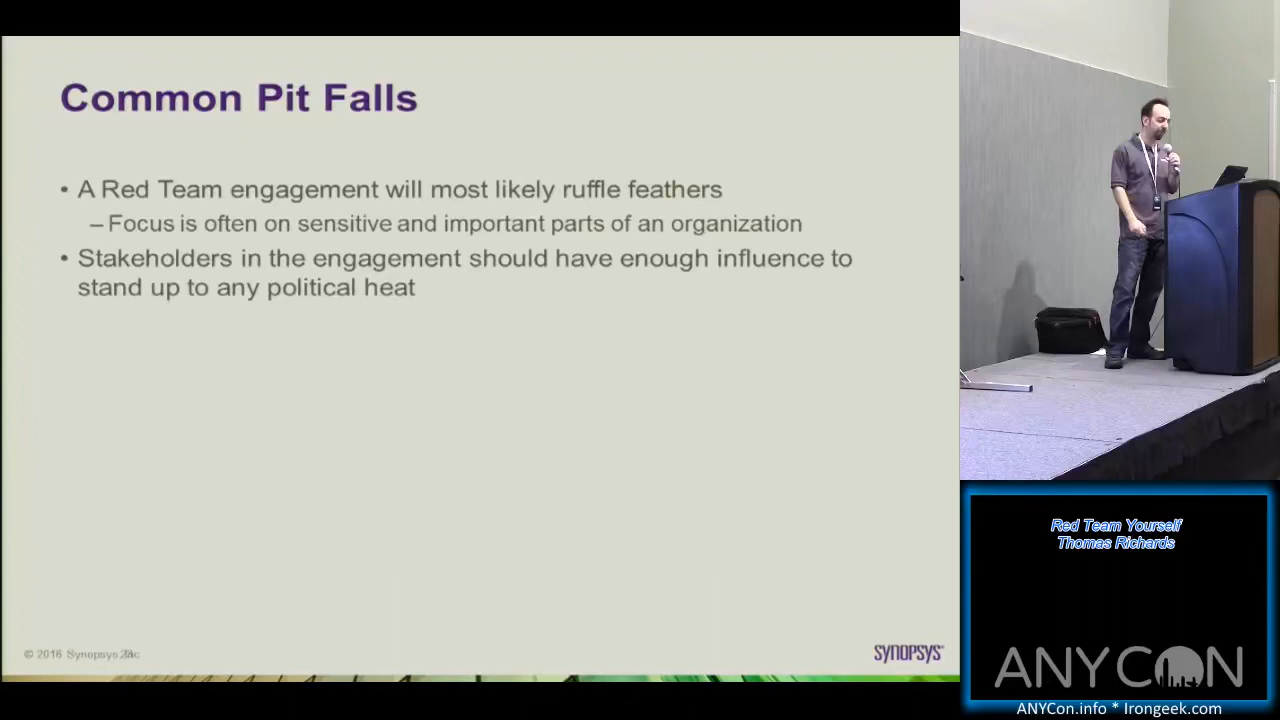 Common Pit Falls
• A Red Team engagement will most likely ruffle feathers
– Focus is often on sensitive and important parts of an organization
• Stakeholders in the engagement should have enough influence to
stand up to any political heat
© 2016 Synopsys
SYNOPSYS
Red Team Yourself
Thomas Richards
ANYCON
ANYCon.info * Irongeek.com